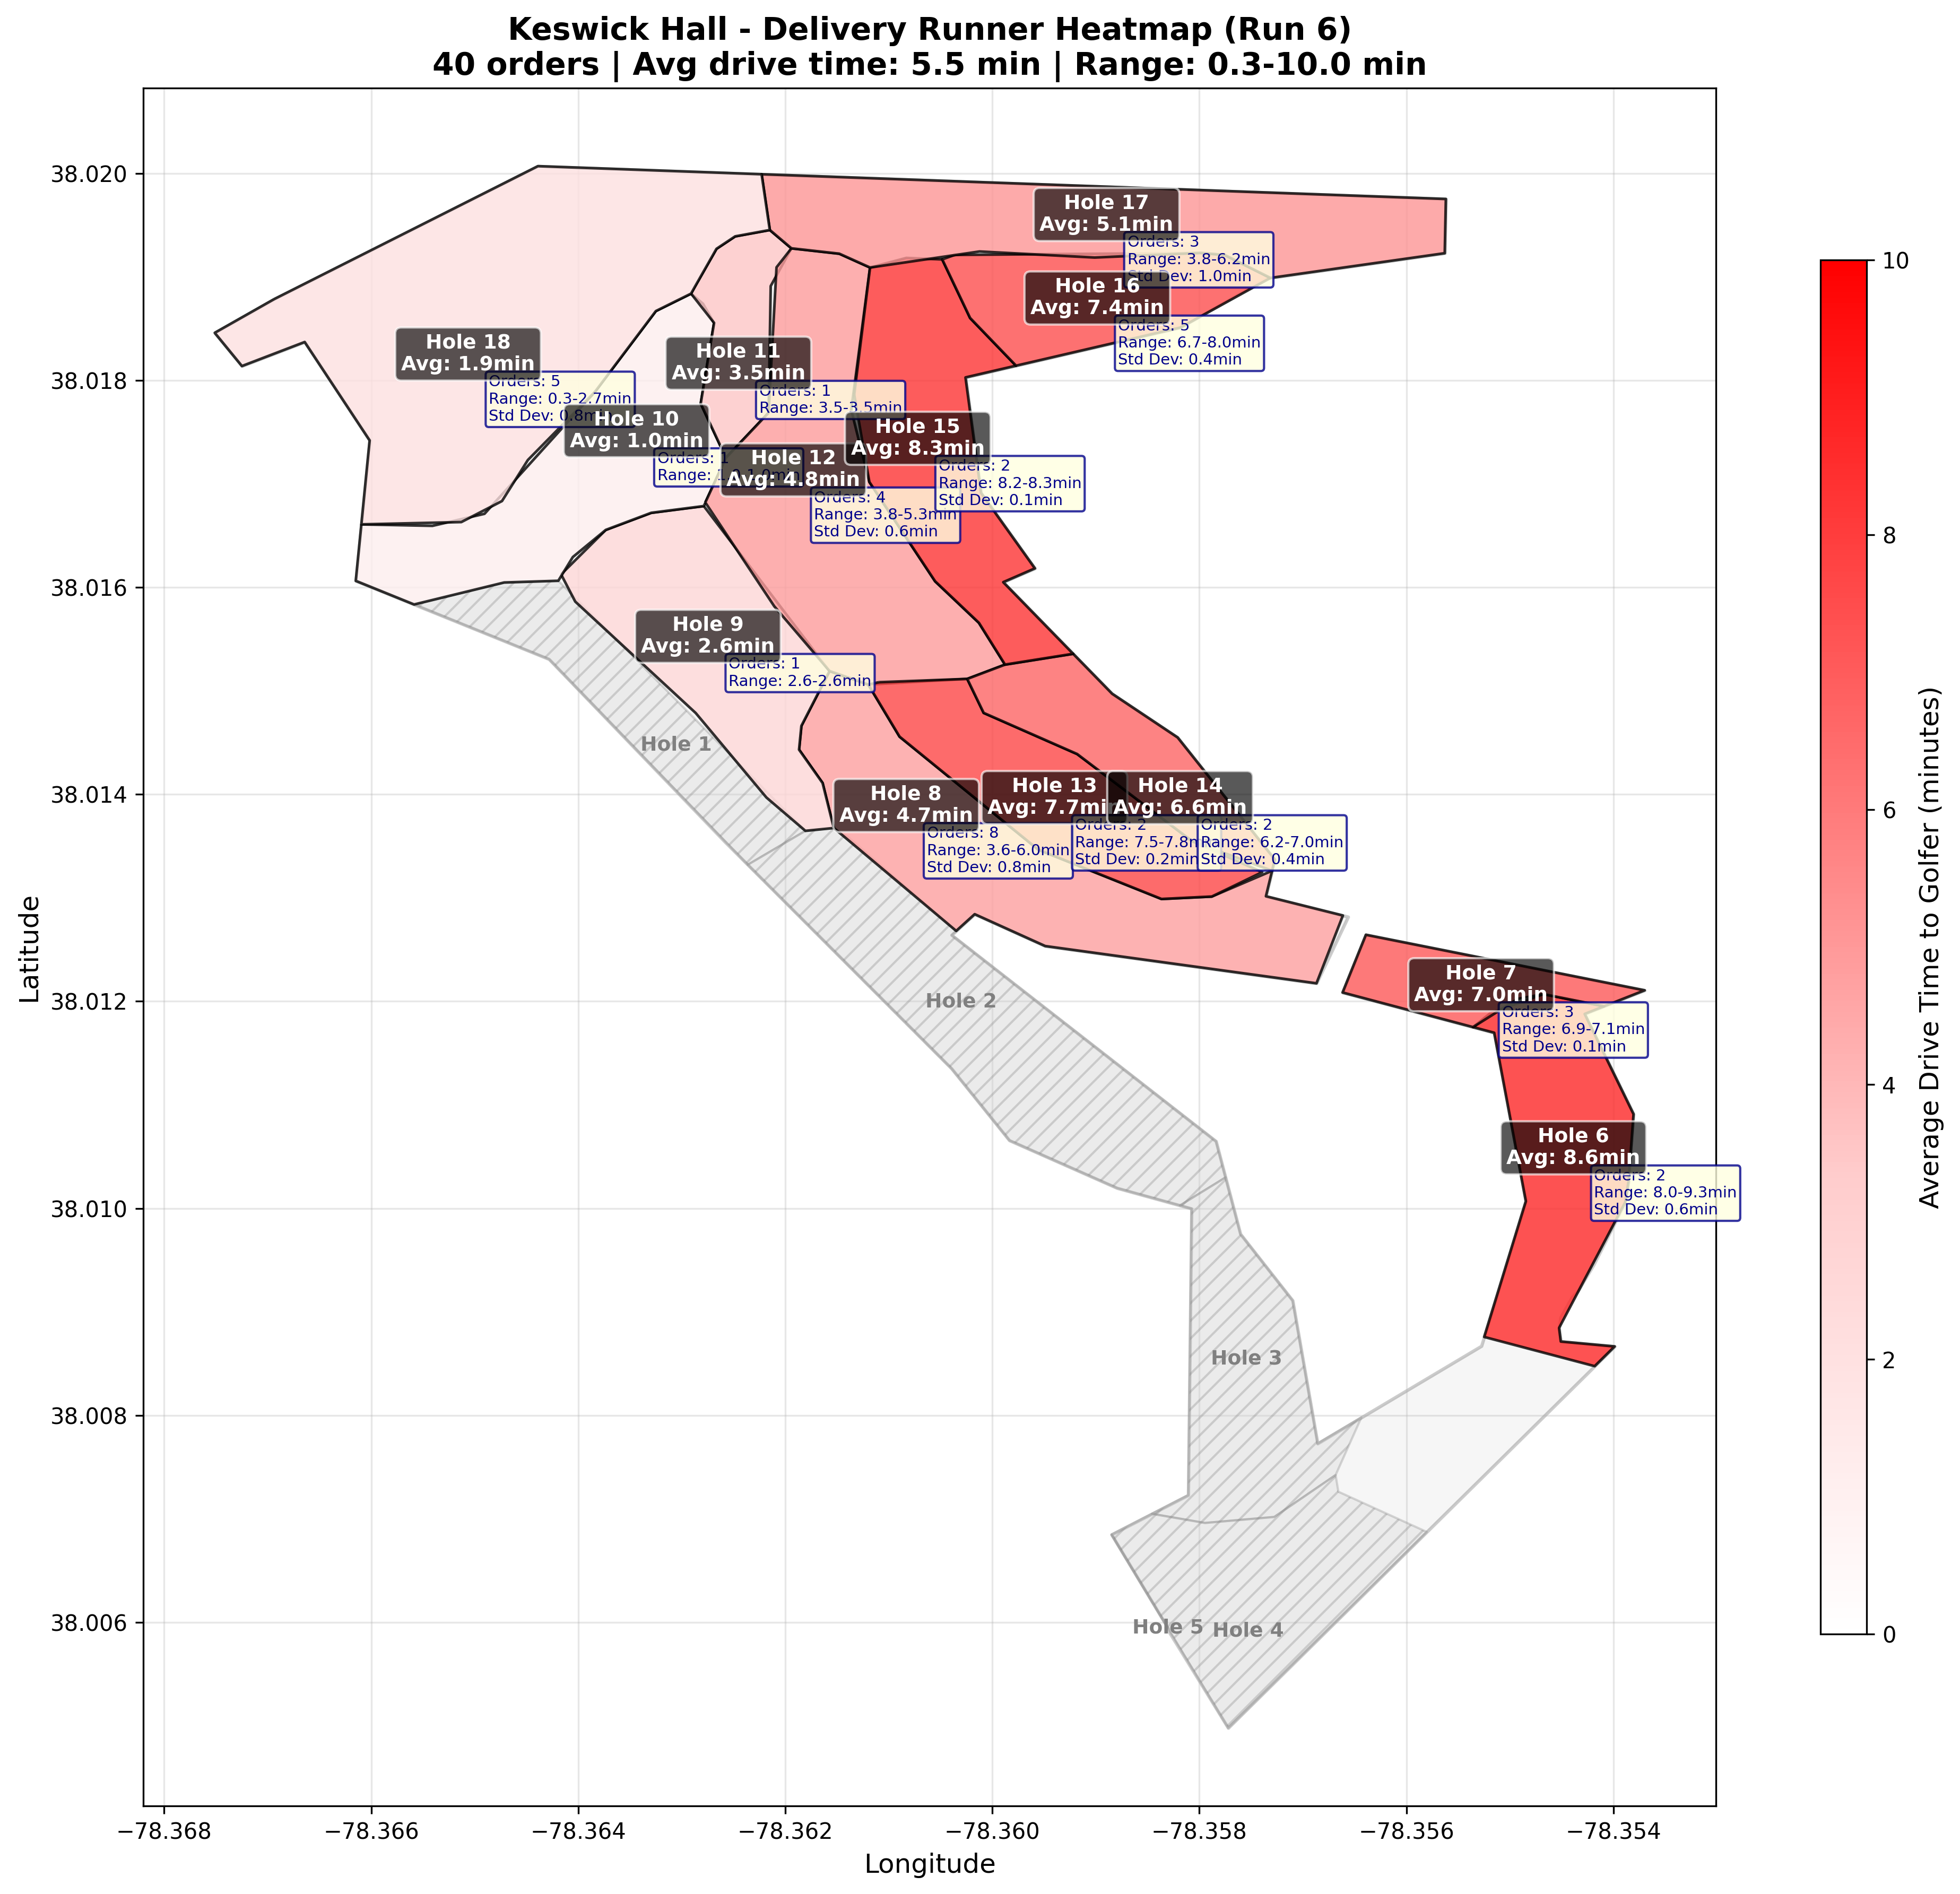 Keswick Hall - Delivery Runner Heatmap (Run 6)
40 orders | Avg drive time: 5.5 min | Range: 0.3-10.0 min
Hole 17
Avg: 5.1min
Orders: 3
Range: 3.8-6.2min
Std Dev: 1.0min
Hole 16
Avg: 7.4min
Orders: 5
Range: 6.7-8.0min
Std Dev: 0.4min
Hole 18
Avg: 1.9min
Orders: 5
Range: 0.3-2.7min
Std Dev: 0.8min
Hole 11
Avg: 3.5min
Orders: 1
Range: 3.5-3.5min
Hole 10
Avg: 1.0min
Orders: 1
Range:
Hole 15
Avg: 8.3min
Orders: 2
Range: 8.2-8.3min
Std Dev: 0.1min
Hole 12
Avg: 4.8min
Orders: 4
Range: 3.8-5.3min
Std Dev: 0.6min
Hole 9
Avg: 2.6min
Orders: 1
Range: 2.6-2.6min
Hole 1
Hole 8
Avg: 4.7min
Orders: 8
Range: 3.6-6.0min
Std Dev: 0.8min
Hole 13
Avg: 7.7min
Orders: 2
Range: 7.5-7.8m
Std Dev: 0.2min
Hole 14
Avg: 6.6min
Orders: 2
Range: 6.2-7.0min
Std Dev: 0.4min
Hole 2
Hole 7
Avg: 7.0min
Orders: 3
Range: 6.9-7.1min
Std Dev: 0.1min
Hole 6
Avg: 8.6min
Orders: 2
Range: 8.0-9.3min
Std Dev: 0.6min
Hole 3
Hole 5
Hole 4
38.020
38.018
38.016
38.014
38.012
38.010
38.008
38.006
Latitude
−78.368
−78.366
−78.364
−78.362
−78.360
−78.358
−78.356
−78.354
Longitude
10
8
6
4
2
0
Average Drive Time to Golfer (minutes)